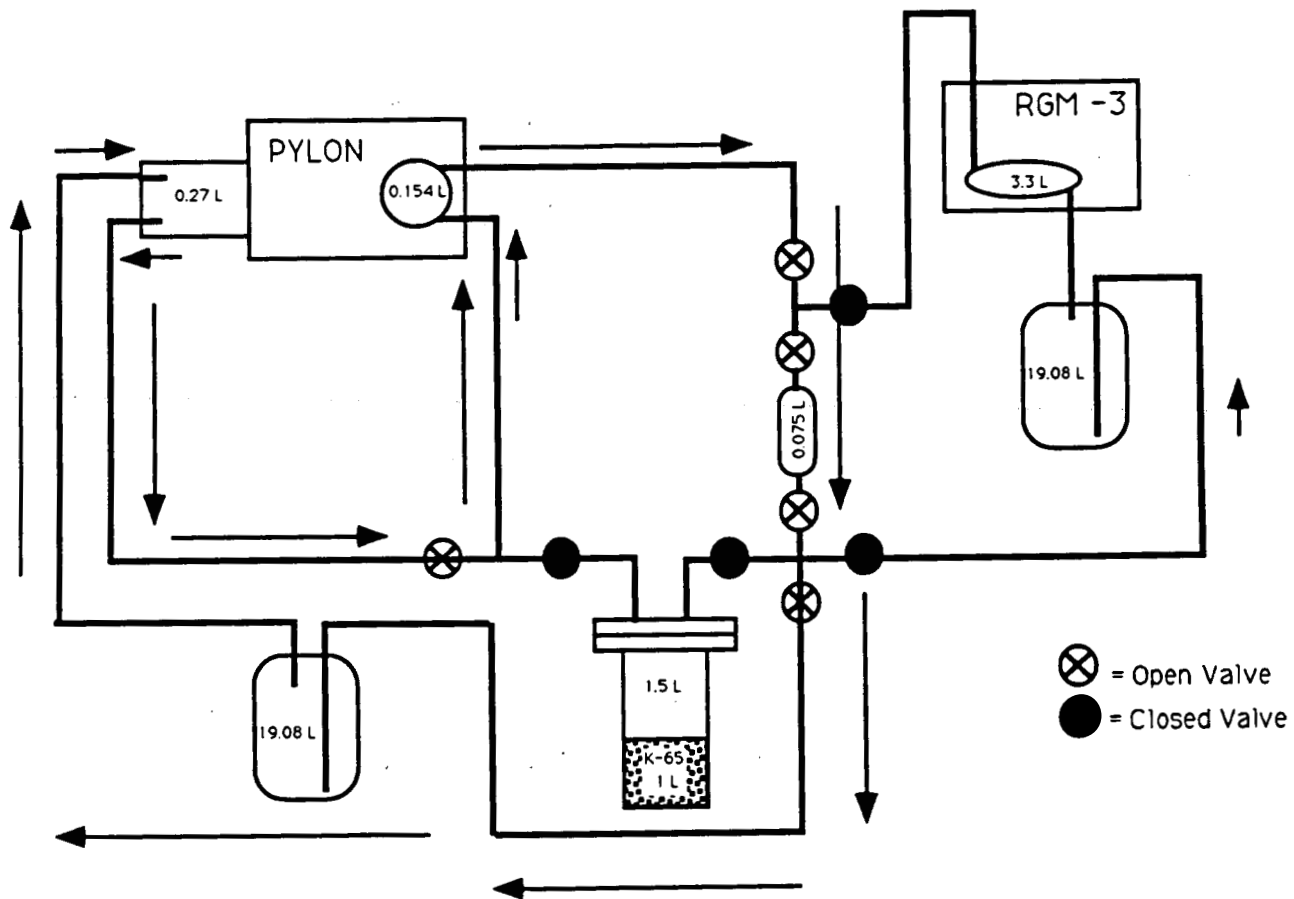 RGM -3
PYLON
0.27 L
0.154 L
3.3 L
19.08 L
0.075 L
1.5 L
= Open Valve
19.08 L
= Closed Valve
K-65
1 L